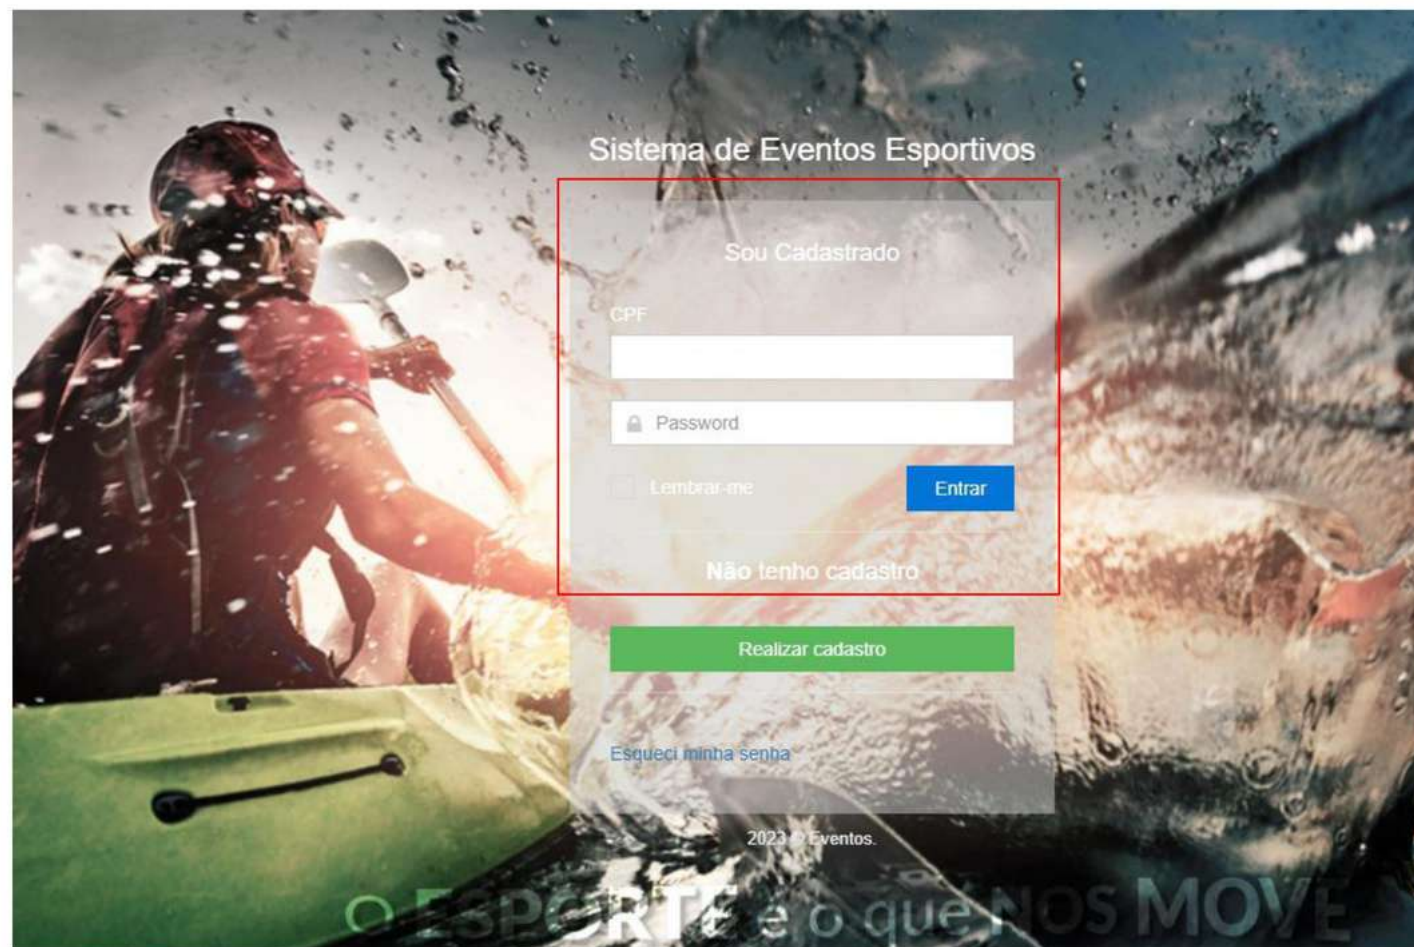 Sistema de Eventos Esportivos
Sou Cadastrado
CPF
Password
Lembrar-me
Entrar
Não tenho cadastro
Realizar cadastro
Esqueci minha senha
2023 © Eventos.
O ESPORTE é o que NOS MOVE